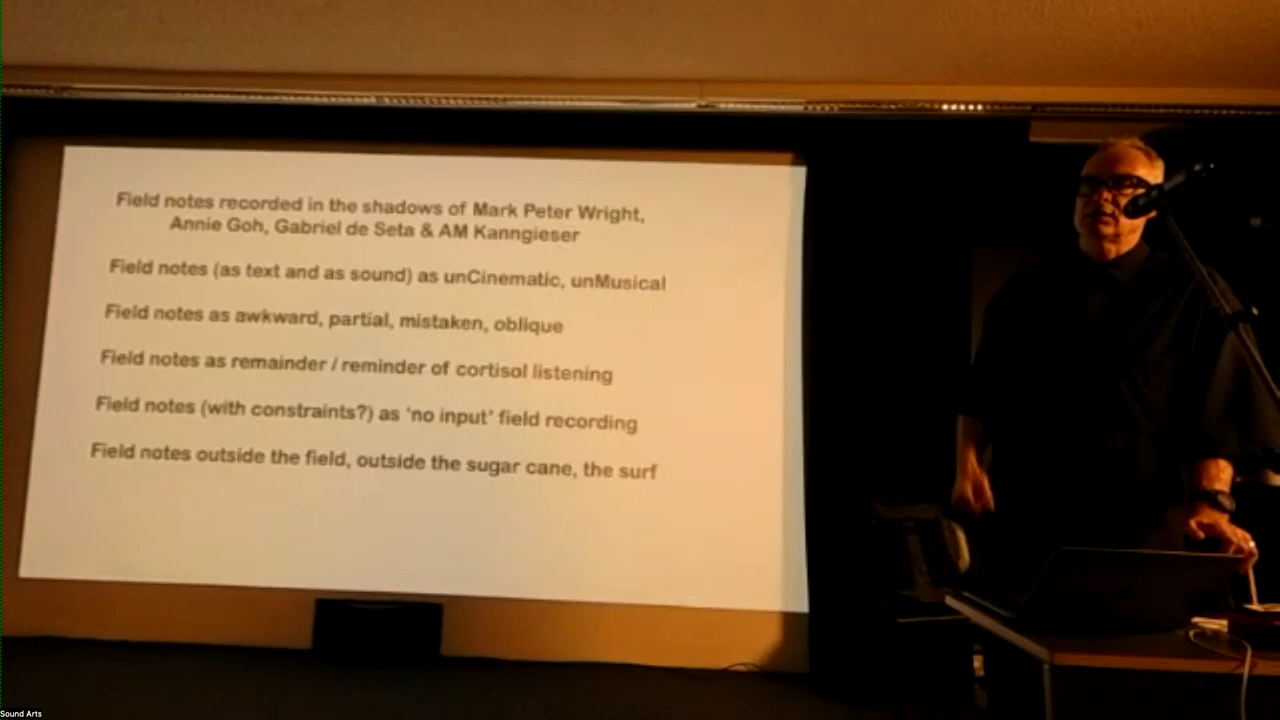 Field notes recorded in the shadows of Mark Peter Wright,
Annie Goh, Gabriel de Seta & AM Kanngieser
Field notes (as text and as sound) as unCinematic, unMusical
Field notes as awkward, partial, mistaken, oblique
Field notes as remainder / reminder of cortisol listening
Field notes (with constraints?) as 'no input' field recording
Field notes outside the field, outside the sugar cane, the surf
Sound Arts